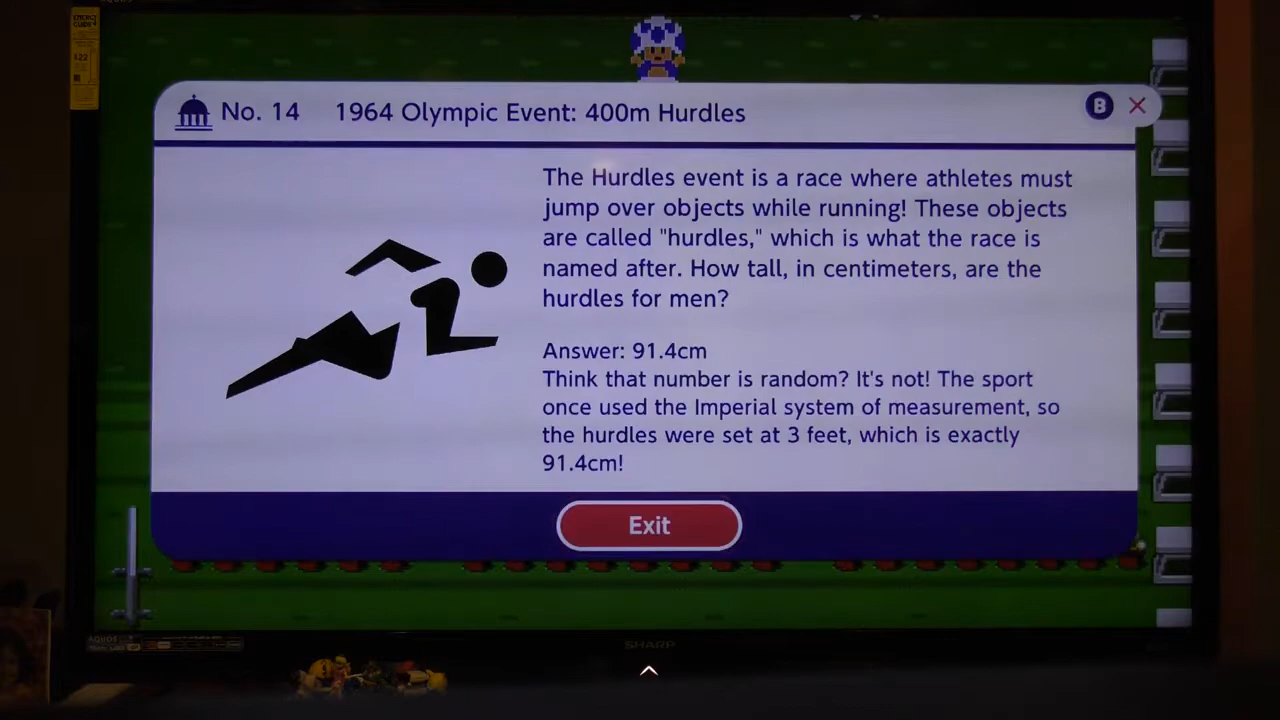 ENERGY
GUIDE
$22
No. 14 1964 Olympic Event: 400m Hurdles B ×
The Hurdles event is a race where athletes must
jump over objects while running! These objects
are called "hurdles," which is what the race is
named after. How tall, in centimeters, are the
hurdles for men?
Answer: 91.4cm
Think that number is random? It's not! The sport
once used the Imperial system of measurement, so
the hurdles were set at 3 feet, which is exactly
91.4cm!
Exit
AQUOS
SHARP